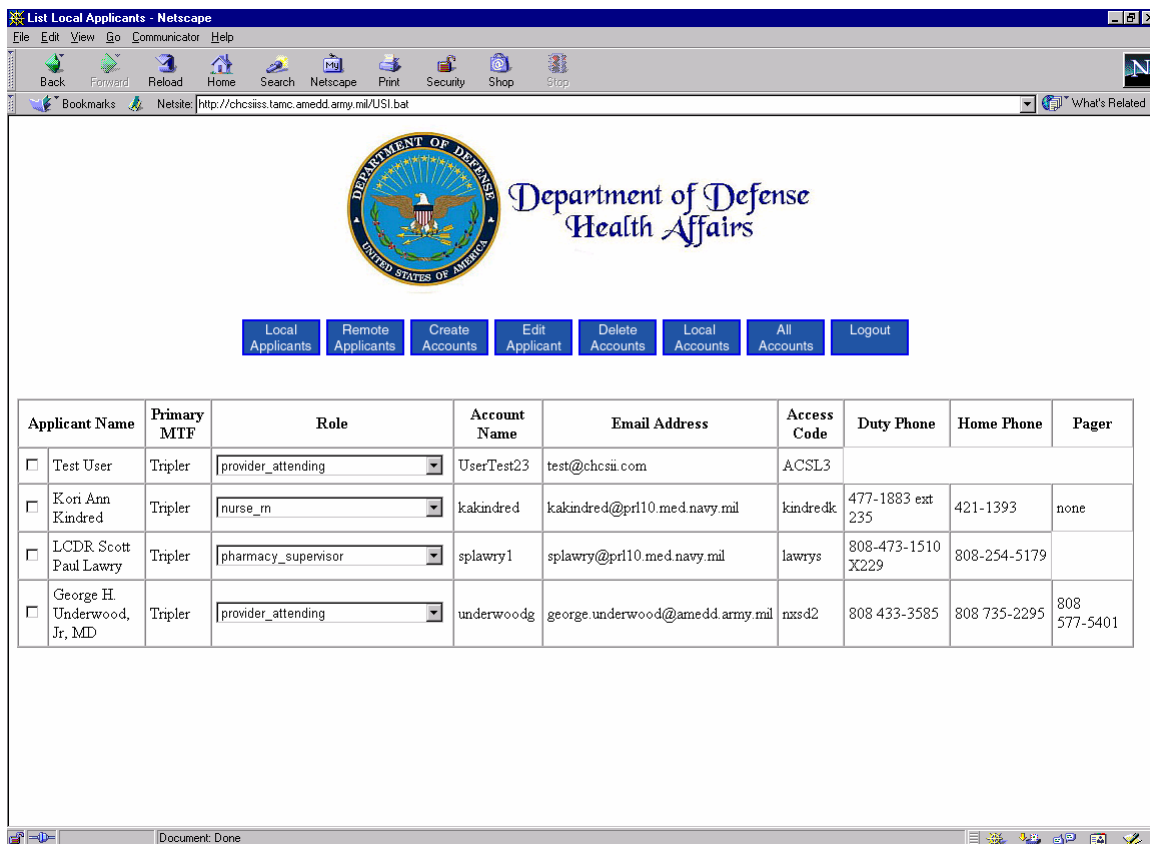 List Local Applicants - Netscape
File Edit View Go Communicator Help
Back Forward Reload Home Search Netscape Print Security Shop Stop
Bookmarks Netsite: http://chcsiiss.tamc.amedd.army.mil/USI.bat What's Related
DEPARTMENT OF DEFENSE
UNITED STATES OF AMERICA
Department of Defense
Health Affairs
Local Applicants
Remote Applicants
Create Accounts
Edit Applicant
Delete Accounts
Local Accounts
All Accounts
Logout
Applicant Name Primary MTF Role Account Name Email Address Access Code Duty Phone Home Phone Pager
Test User Tripler provider_attending UserTest23 test@chcsii.com ACSL3
Kori Ann Kindred Tripler nurse_rn kakindred kakindred@prl10.med.navy.mil kindredk 477-1883 ext 235 421-1393 none
LCDR Scott Paul Lawry Tripler pharmacy_supervisor splawry1 splawry@prl10.med.navy.mil lawrys 808-473-1510 X229 808-254-5179
George H. Underwood, Jr, MD Tripler provider_attending underwoodg george.underwood@amedd.army.mil nxsd2 808 433-3585 808 735-2295 808 577-5401
Document: Done